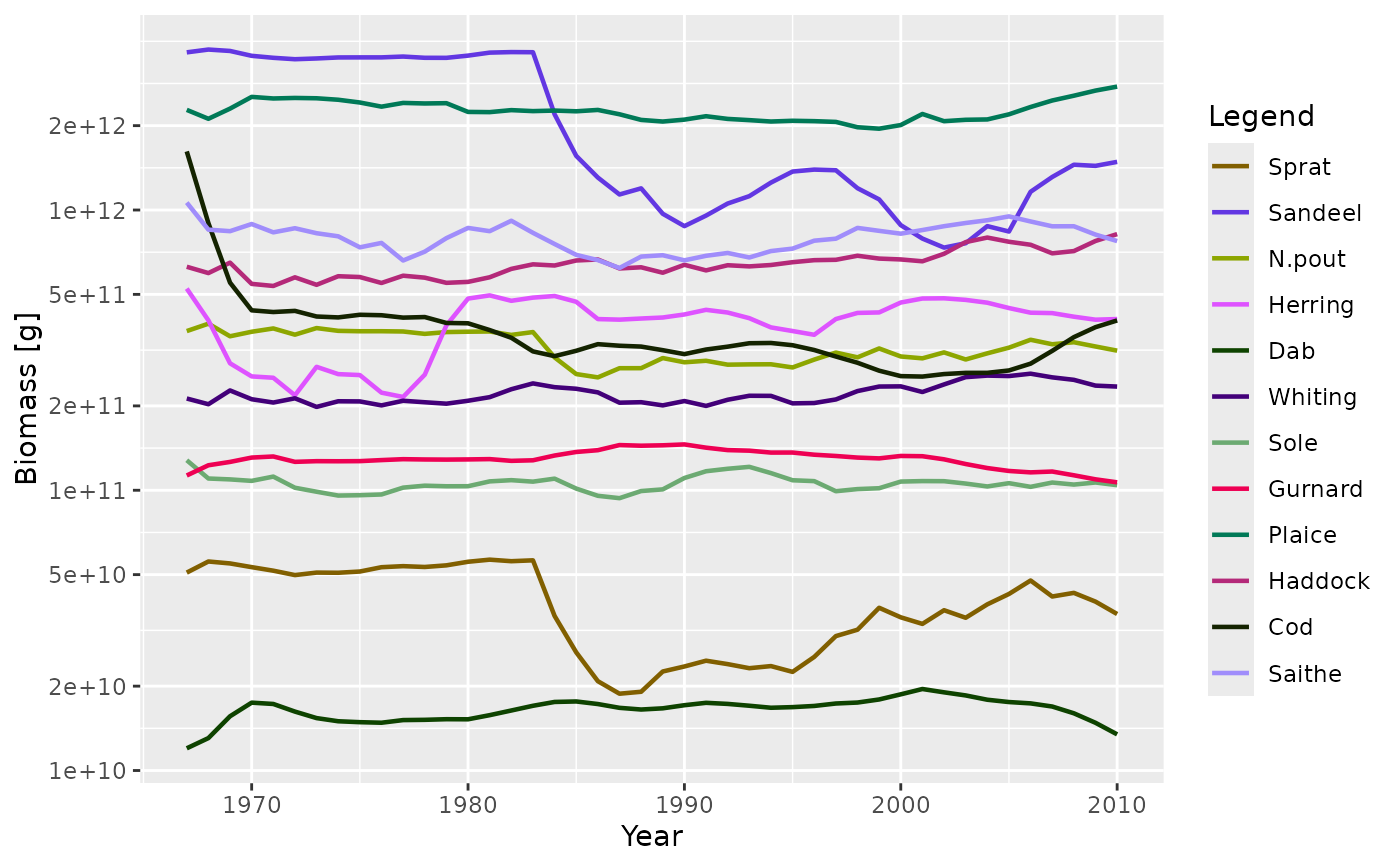 Biomass [g]
2e+12
1e+12
5e+11
2e+11
1e+11
5e+10
2e+10
1e+10
1970 1980 1990 2000 2010
Year
Legend
Sprat
Sandeel
N.pout
Herring
Dab
Whiting
Sole
Gurnard
Plaice
Haddock
Cod
Saithe